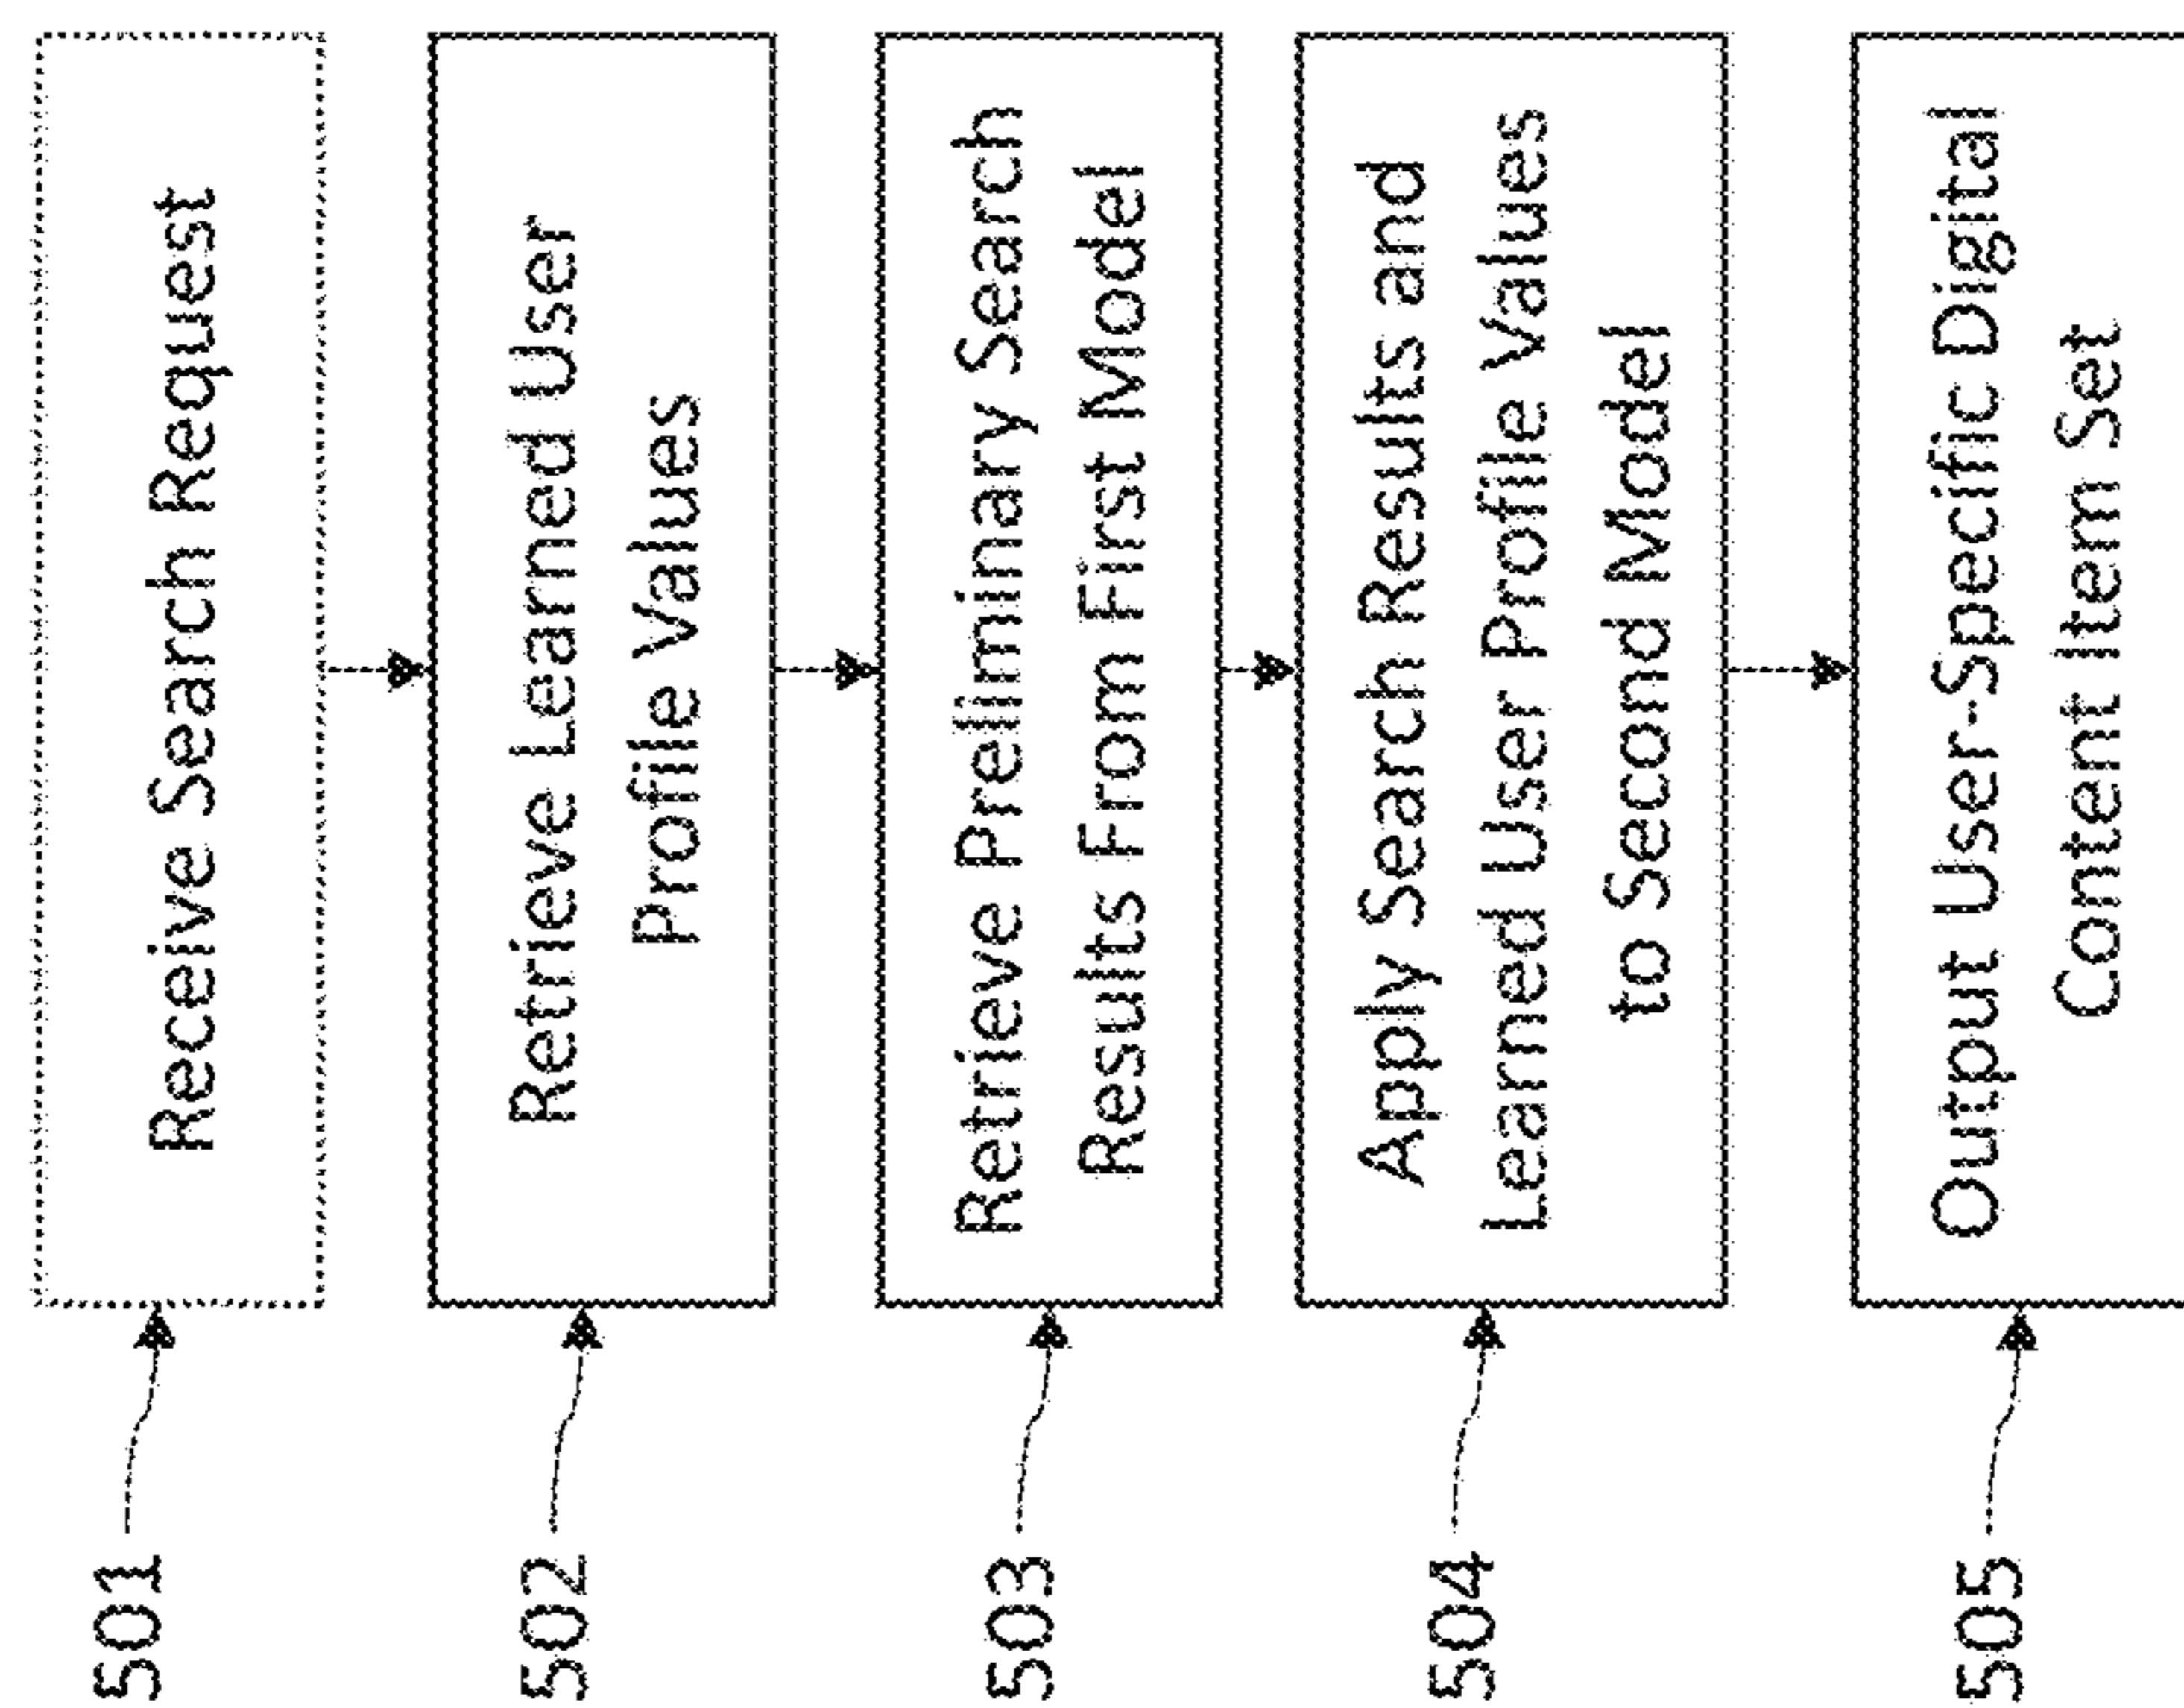 501
Receive Search Request
502
Retrieve Learned User
Profile Values
503
Retrieve Preliminary Search
Results From First Model
504
Apply Search Results and
Learned User Profile Values
to Second Model
505
Output User-Specific Digital
Content Item Set